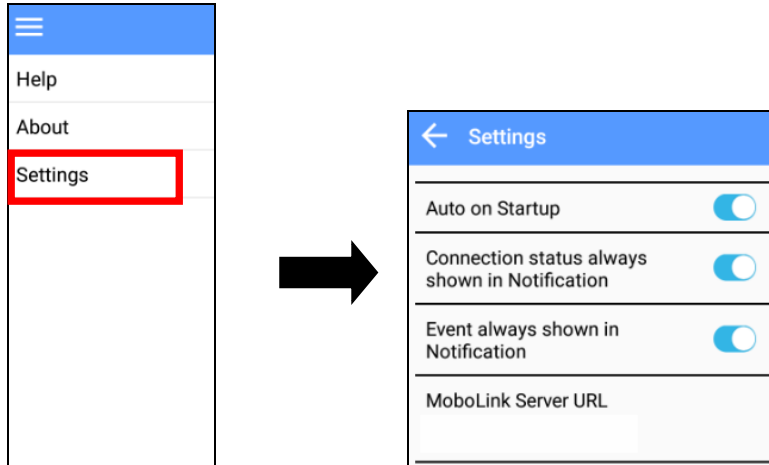 Help
About
Settings
Settings
Auto on Startup
Connection status always
shown in Notification
Event always shown in
Notification
MoboLink Server URL